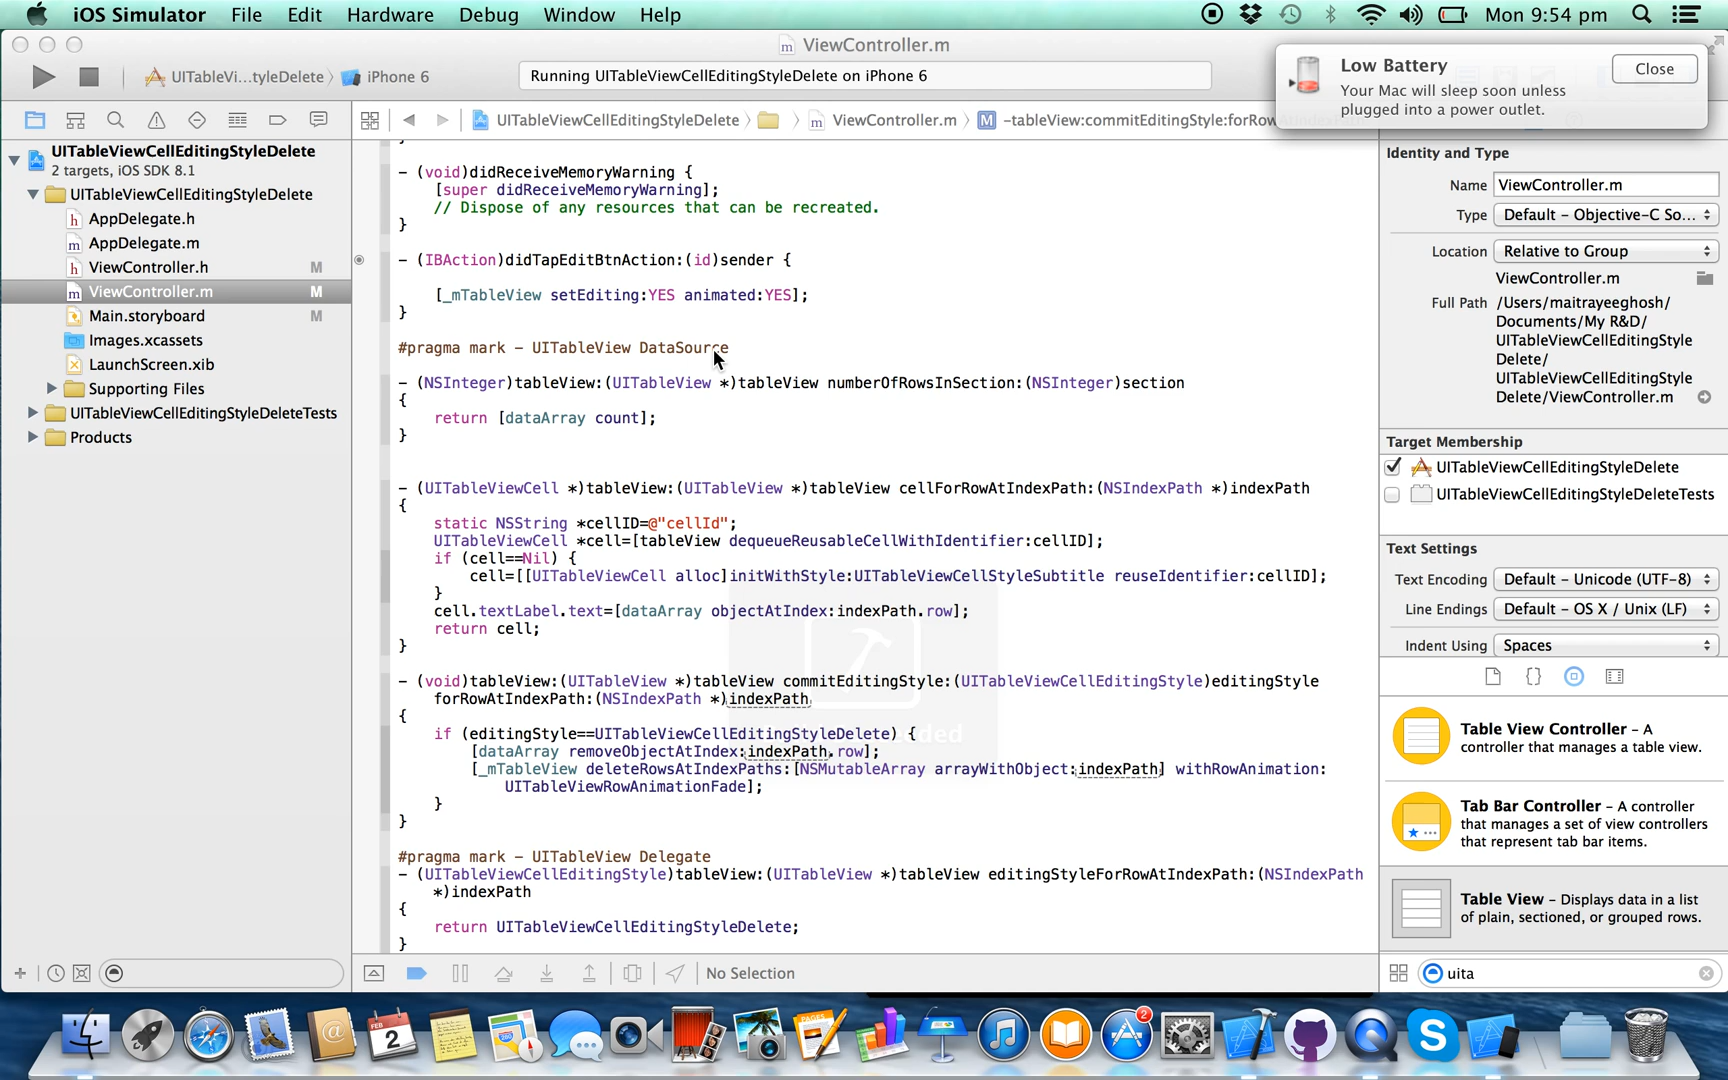 iOS Simulator File Edit Hardware Debug Window Help Mon 9:54 pm
ViewController.m
UITableVi...tyleDelete iPhone 6
Running UITableViewCellEditingStyleDelete on iPhone 6
Low Battery
Your Mac will sleep soon unless
plugged into a power outlet.
Close
UITableViewCellEditingStyleDelete ViewController.m M -tableView:commitEditingStyle:forRow
UITableViewCellEditingStyleDelete
2 targets, iOS SDK 8.1
UITableViewCellEditingStyleDelete
h AppDelegate.h
m AppDelegate.m
h ViewController.h M
m ViewController.m M
Main.storyboard M
Images.xcassets
LaunchScreen.xib
Supporting Files
UITableViewCellEditingStyleDeleteTests
Products
- (void)didReceiveMemoryWarning {
[super didReceiveMemoryWarning];
// Dispose of any resources that can be recreated.
}
- (IBAction)didTapEditBtnAction:(id)sender {
[_mTableView setEditing:YES animated:YES];
}
#pragma mark - UITableView DataSource
- (NSInteger)tableView:(UITableView *)tableView numberOfRowsInSection:(NSInteger)section
{
return [dataArray count];
}
- (UITableViewCell *)tableView:(UITableView *)tableView cellForRowAtIndexPath:(NSIndexPath *)indexPath
{
static NSString *cellID=@"cellId";
UITableViewCell *cell=[tableView dequeueReusableCellWithIdentifier:cellID];
if (cell==Nil) {
cell=[[UITableViewCell alloc]initWithStyle:UITableViewCellStyleSubtitle reuseIdentifier:cellID];
}
cell.textLabel.text=[dataArray objectAtIndex:indexPath.row];
return cell;
}
- (void)tableView:(UITableView *)tableView commitEditingStyle:(UITableViewCellEditingStyle)editingStyle
forRowAtIndexPath:(NSIndexPath *)indexPath
{
if (editingStyle==UITableViewCellEditingStyleDelete) {
[dataArray removeObjectAtIndex:indexPath.row];
[_mTableView deleteRowsAtIndexPaths:[NSMutableArray arrayWithObject:indexPath] withRowAnimation:
UITableViewRowAnimationFade];
}
}
#pragma mark - UITableView Delegate
- (UITableViewCellEditingStyle)tableView:(UITableView *)tableView editingStyleForRowAtIndexPath:(NSIndexPath
*)indexPath
{
return UITableViewCellEditingStyleDelete;
}
No Selection
Identity and Type
Name ViewController.m
Type Default - Objective-C So...
Location Relative to Group
ViewController.m
Full Path /Users/maitrayeeghosh/
Documents/My R&D/
UITableViewCellEditingStyle
Delete/
UITableViewCellEditingStyle
Delete/ViewController.m
Target Membership
UITableViewCellEditingStyleDelete
UITableViewCellEditingStyleDeleteTests
Text Settings
Text Encoding Default - Unicode (UTF-8)
Line Endings Default - OS X / Unix (LF)
Indent Using Spaces
{}
Table View Controller - A
controller that manages a table view.
Tab Bar Controller - A controller
that manages a set of view controllers
that represent tab bar items.
Table View - Displays data in a list
of plain, sectioned, or grouped rows.
uita
FEB
2
PAGES
2